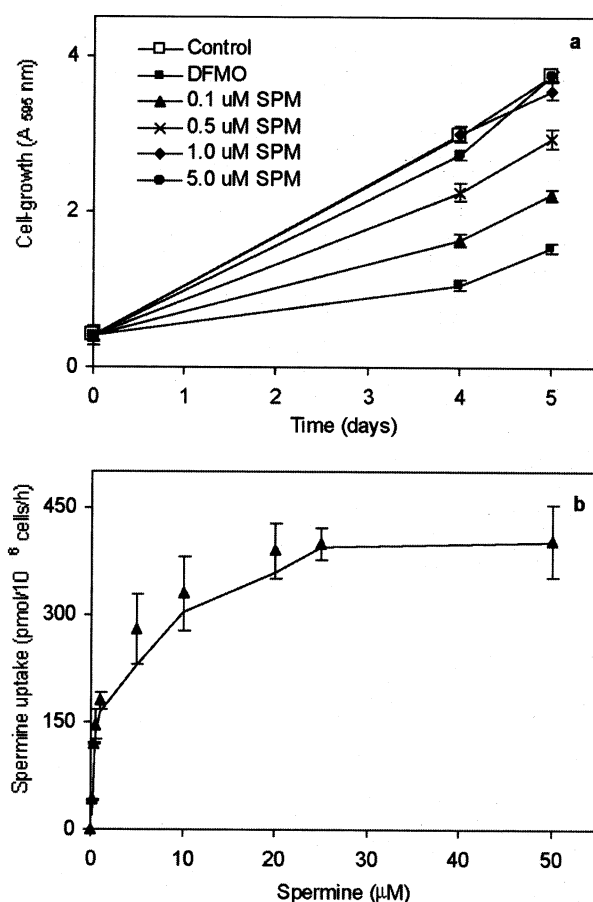 a
Control
DFMO
0.1 uM SPM
0.5 uM SPM
1.0 uM SPM
5.0 uM SPM
Cell-growth (A 595 nm)
4
2
0
0 1 2 3 4 5
Time (days)
b
Spermine uptake (pmol/10 6 cells/h)
450
300
150
0
0 10 20 30 40 50
Spermine (µM)